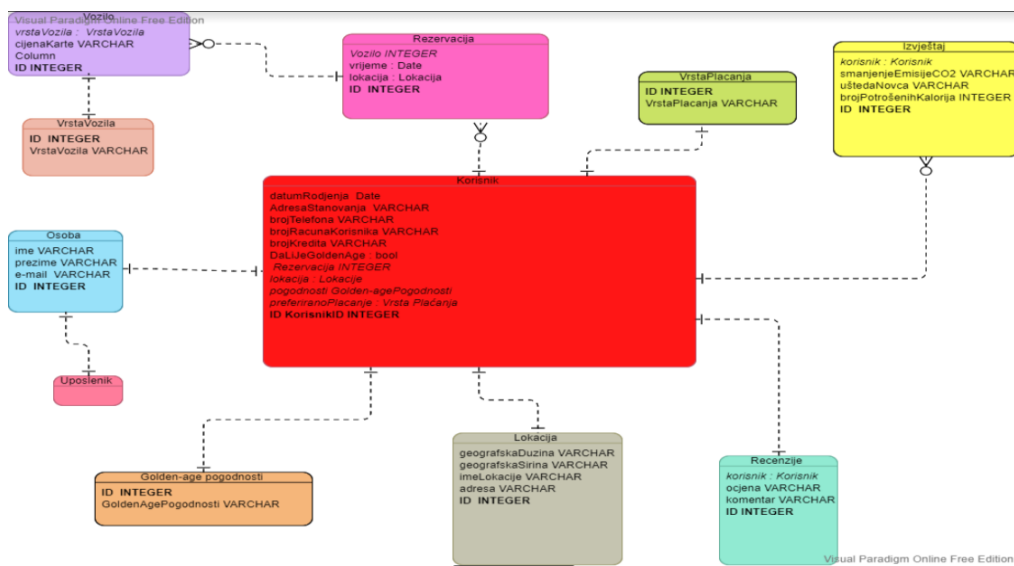 Visual Paradigm Online Free Edition
Vozilo
vrstaVozila : VrstaVozila
cijenaKarte VARCHAR
Column
ID INTEGER
Rezervacija
Vozilo INTEGER
vrijeme : Date
lokacija : Lokacija
ID INTEGER
VrstaPlacanja
ID INTEGER
VrstaPlacanja VARCHAR
Izvještaj
korisnik : Korisnik
smanjenjeEmisijeCO2 VARCHAR
uštedaNovca VARCHAR
brojPotrošenihKalorija INTEGER
ID INTEGER
VrstaVozila
ID INTEGER
VrstaVozila VARCHAR
Korisnik
datumRodjenja Date
AdresaStanovanja VARCHAR
brojTelefona VARCHAR
brojRacunaKorisnika VARCHAR
brojKredita VARCHAR
DaLiJeGoldenAge : bool
Rezervacija INTEGER
lokacija : Lokacije
pogodnosti Golden-agePogodnosti
preferiranoPlacanje : Vrsta Plaćanja
ID KorisnikID INTEGER
Osoba
ime VARCHAR
prezime VARCHAR
e-mail VARCHAR
ID INTEGER
Uposlenik
Golden-age pogodnosti
ID INTEGER
GoldenAgePogodnosti VARCHAR
Lokacija
geografskaDuzina VARCHAR
geografskaSirina VARCHAR
imeLokacije VARCHAR
adresa VARCHAR
ID INTEGER
Recenzije
korisnik : Korisnik
ocjena VARCHAR
komentar VARCHAR
ID INTEGER
Visual Paradigm Online Free Edition